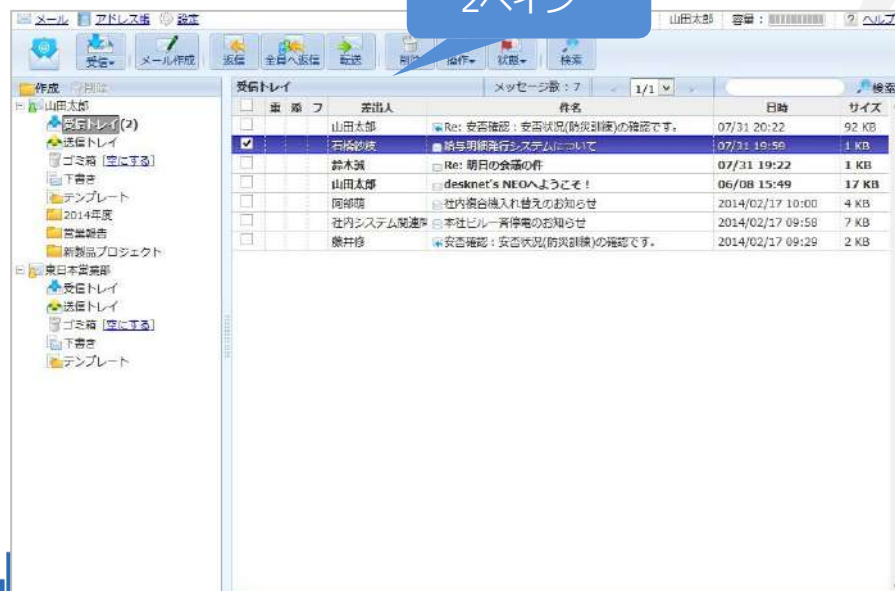 2ペイン
メール アドレス帳 設定 山田太郎 容量： ヘルプ
受信 メール作成 返信 全員へ返信 転送 削除 操作 状態 検索
作成 削除 受信トレイ メッセージ数：7 1/1 検索
重 添 フ 差出人 件名 日時 サイズ
山田太郎
受信トレイ(2)
送信トレイ
ゴミ箱 [空にする]
下書き
テンプレート
2014年度
営業報告
新製品プロジェクト
東日本営業部
受信トレイ
送信トレイ
ゴミ箱 [空にする]
下書き
テンプレート
山田太郎 Re: 安否確認：安否状況(防災訓練)の確認です。 07/31 20:22 92 KB
石橋紗枝 給与明細発行システムについて 07/31 19:59 1 KB
鈴木誠 Re: 明日の会議の件 07/31 19:22 1 KB
山田太郎 desknet's NEOへようこそ！ 06/08 15:49 17 KB
阿部萌 社内複合機入れ替えのお知らせ 2014/02/17 10:00 4 KB
社内システム関連 本社ビル一斉停電のお知らせ 2014/02/17 09:58 7 KB
藤井修 安否確認：安否状況(防災訓練)の確認です。 2014/02/17 09:29 2 KB